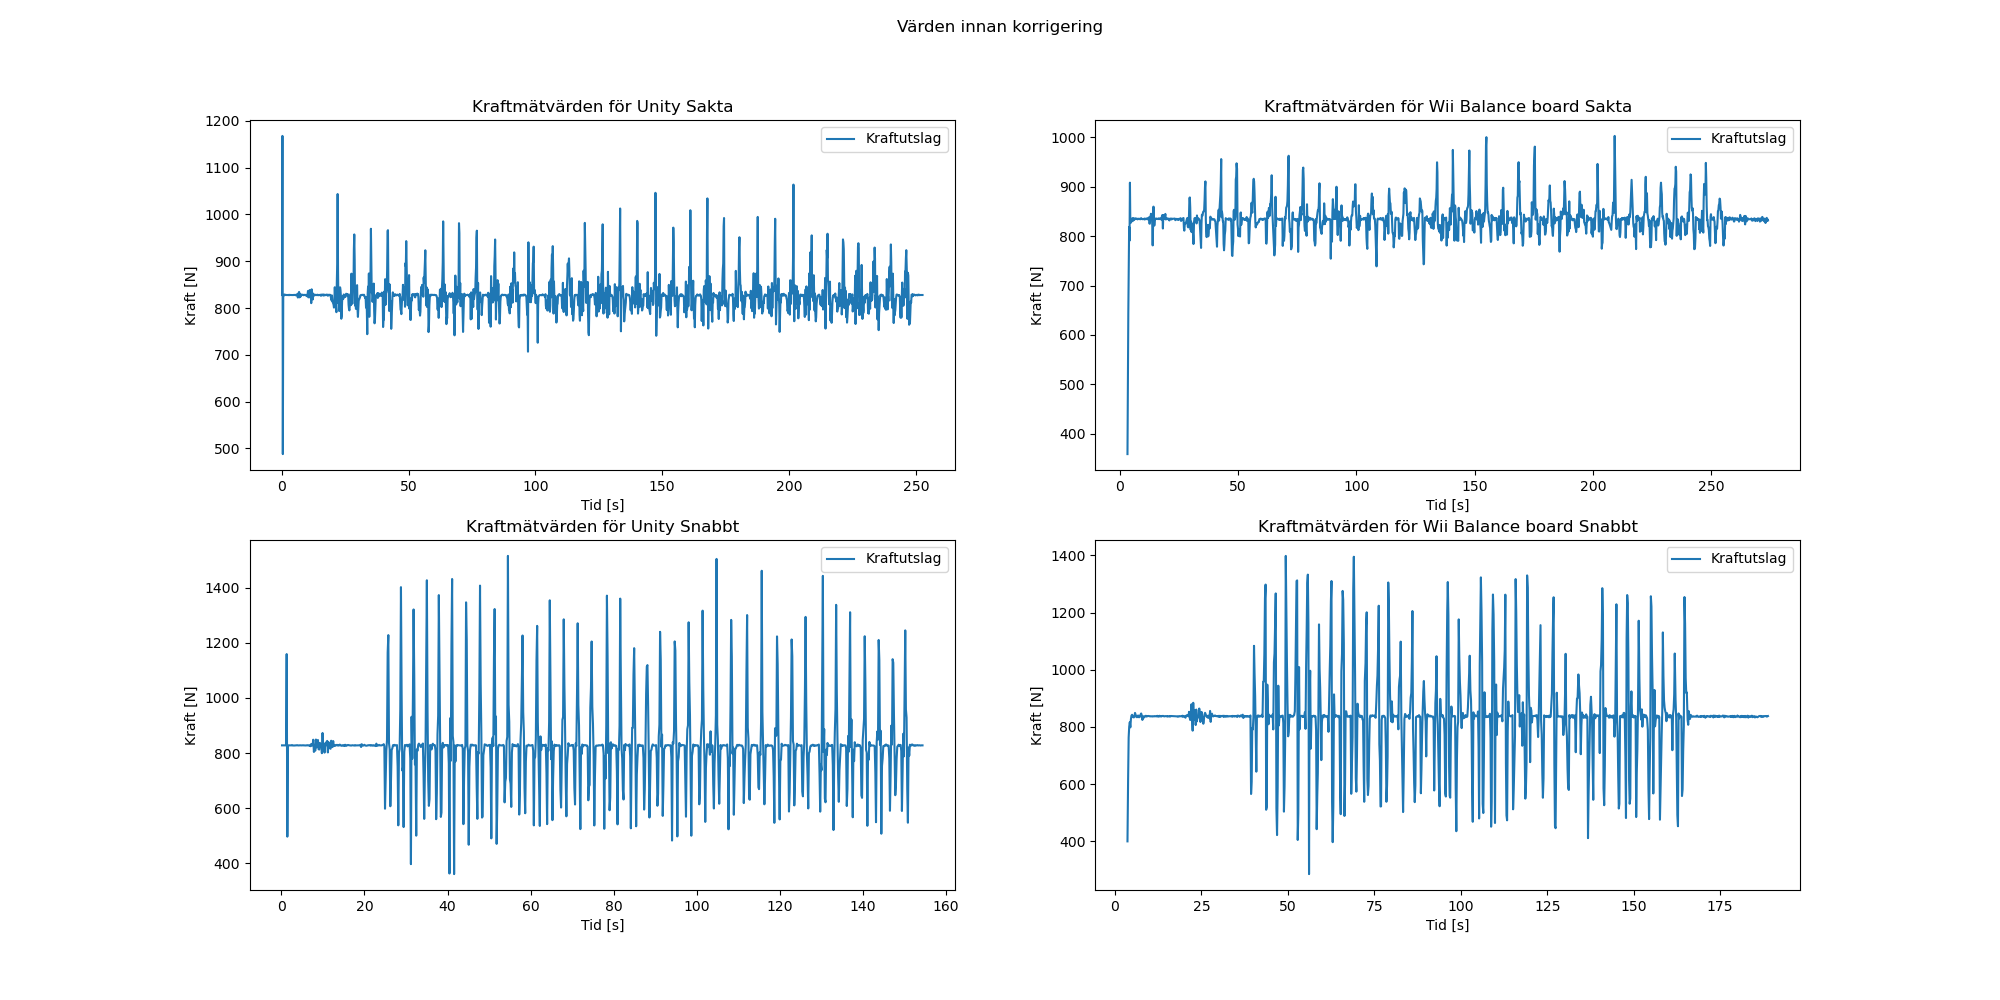 Värden innan korrigering
Kraftmätvärden för Unity Sakta
Kraftutslag
Kraft [N]
1200
1100
1000
900
800
700
600
500
0 50 100 150 200 250
Tid [s]
Kraftmätvärden för Wii Balance board Sakta
Kraftutslag
Kraft [N]
1000
900
800
700
600
500
400
0 50 100 150 200 250
Tid [s]
Kraftmätvärden för Unity Snabbt
Kraftutslag
Kraft [N]
1400
1200
1000
800
600
400
0 20 40 60 80 100 120 140 160
Tid [s]
Kraftmätvärden för Wii Balance board Snabbt
Kraftutslag
Kraft [N]
1400
1200
1000
800
600
400
0 25 50 75 100 125 150 175
Tid [s]